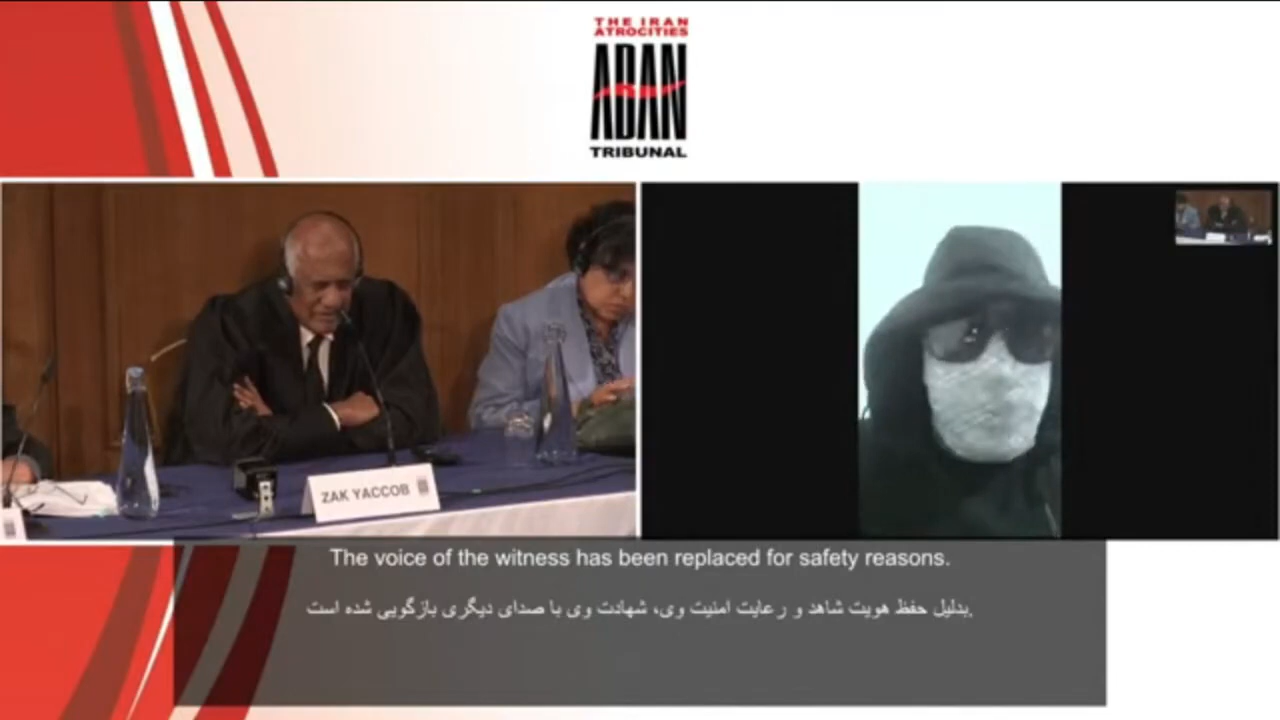 THE IRAN
ATROCITIES
ABAN
TRIBUNAL
ZAK YACCOB
The voice of the witness has been replaced for safety reasons.
بدلیل حفظ هویت شاهد و رعایت امنیت وی، شهادت وی با صدای دیگری بازگویی شده است.